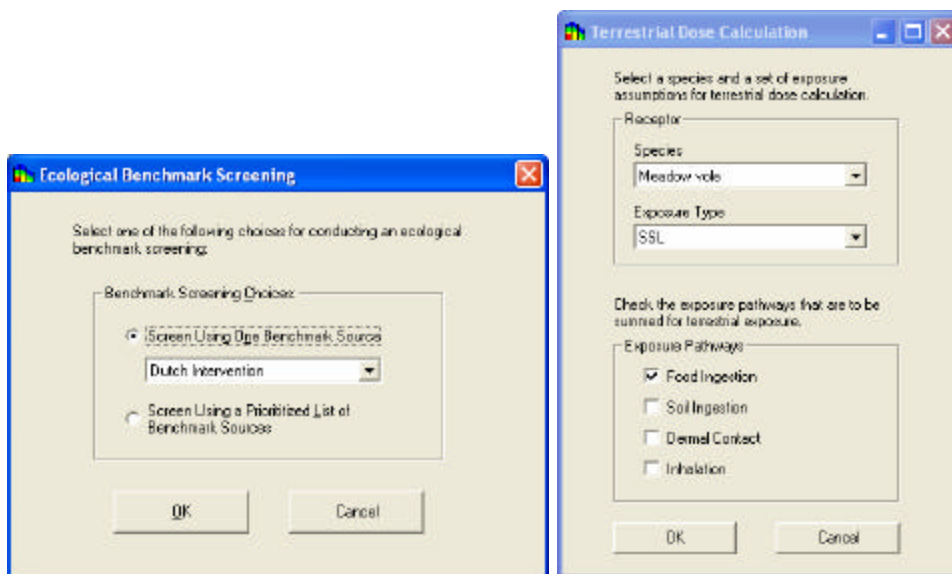 Ecological Benchmark Screening
Select one of the following choices for conducting an ecological
benchmark screening:
Benchmark Screening Choices:
Screen Using One Benchmark Source
Dutch Intervention
Screen Using a Prioritized List of
Benchmark Sources
OK
Cancel
Terrestrial Dose Calculation
Select a species and a set of exposure
assumptions for terrestrial dose calculation.
Receptor
Species
Meadow vole
Exposure Type
SSL
Check the exposure pathways that are to be
summed for terrestrial exposure.
Exposure Pathways
Food Ingestion
Soil Ingestion
Dermal Contact
Inhalation
OK
Cancel